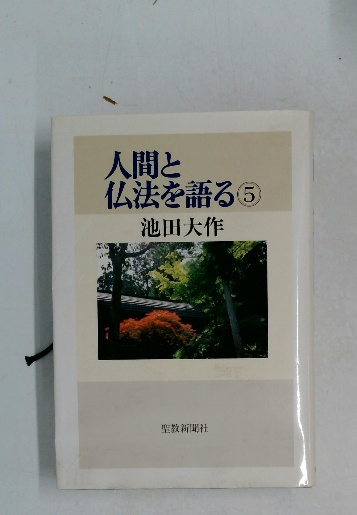 人間と
仏法を語る⑤
池田大作
聖教新聞社